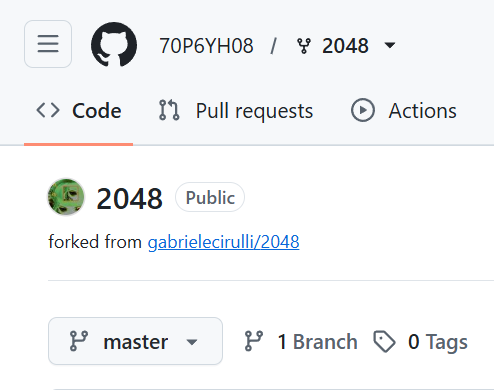 70P6YH08 / 2048
Code Pull requests Actions
2048 Public
forked from gabrielecirulli/2048
master 1 Branch 0 Tags